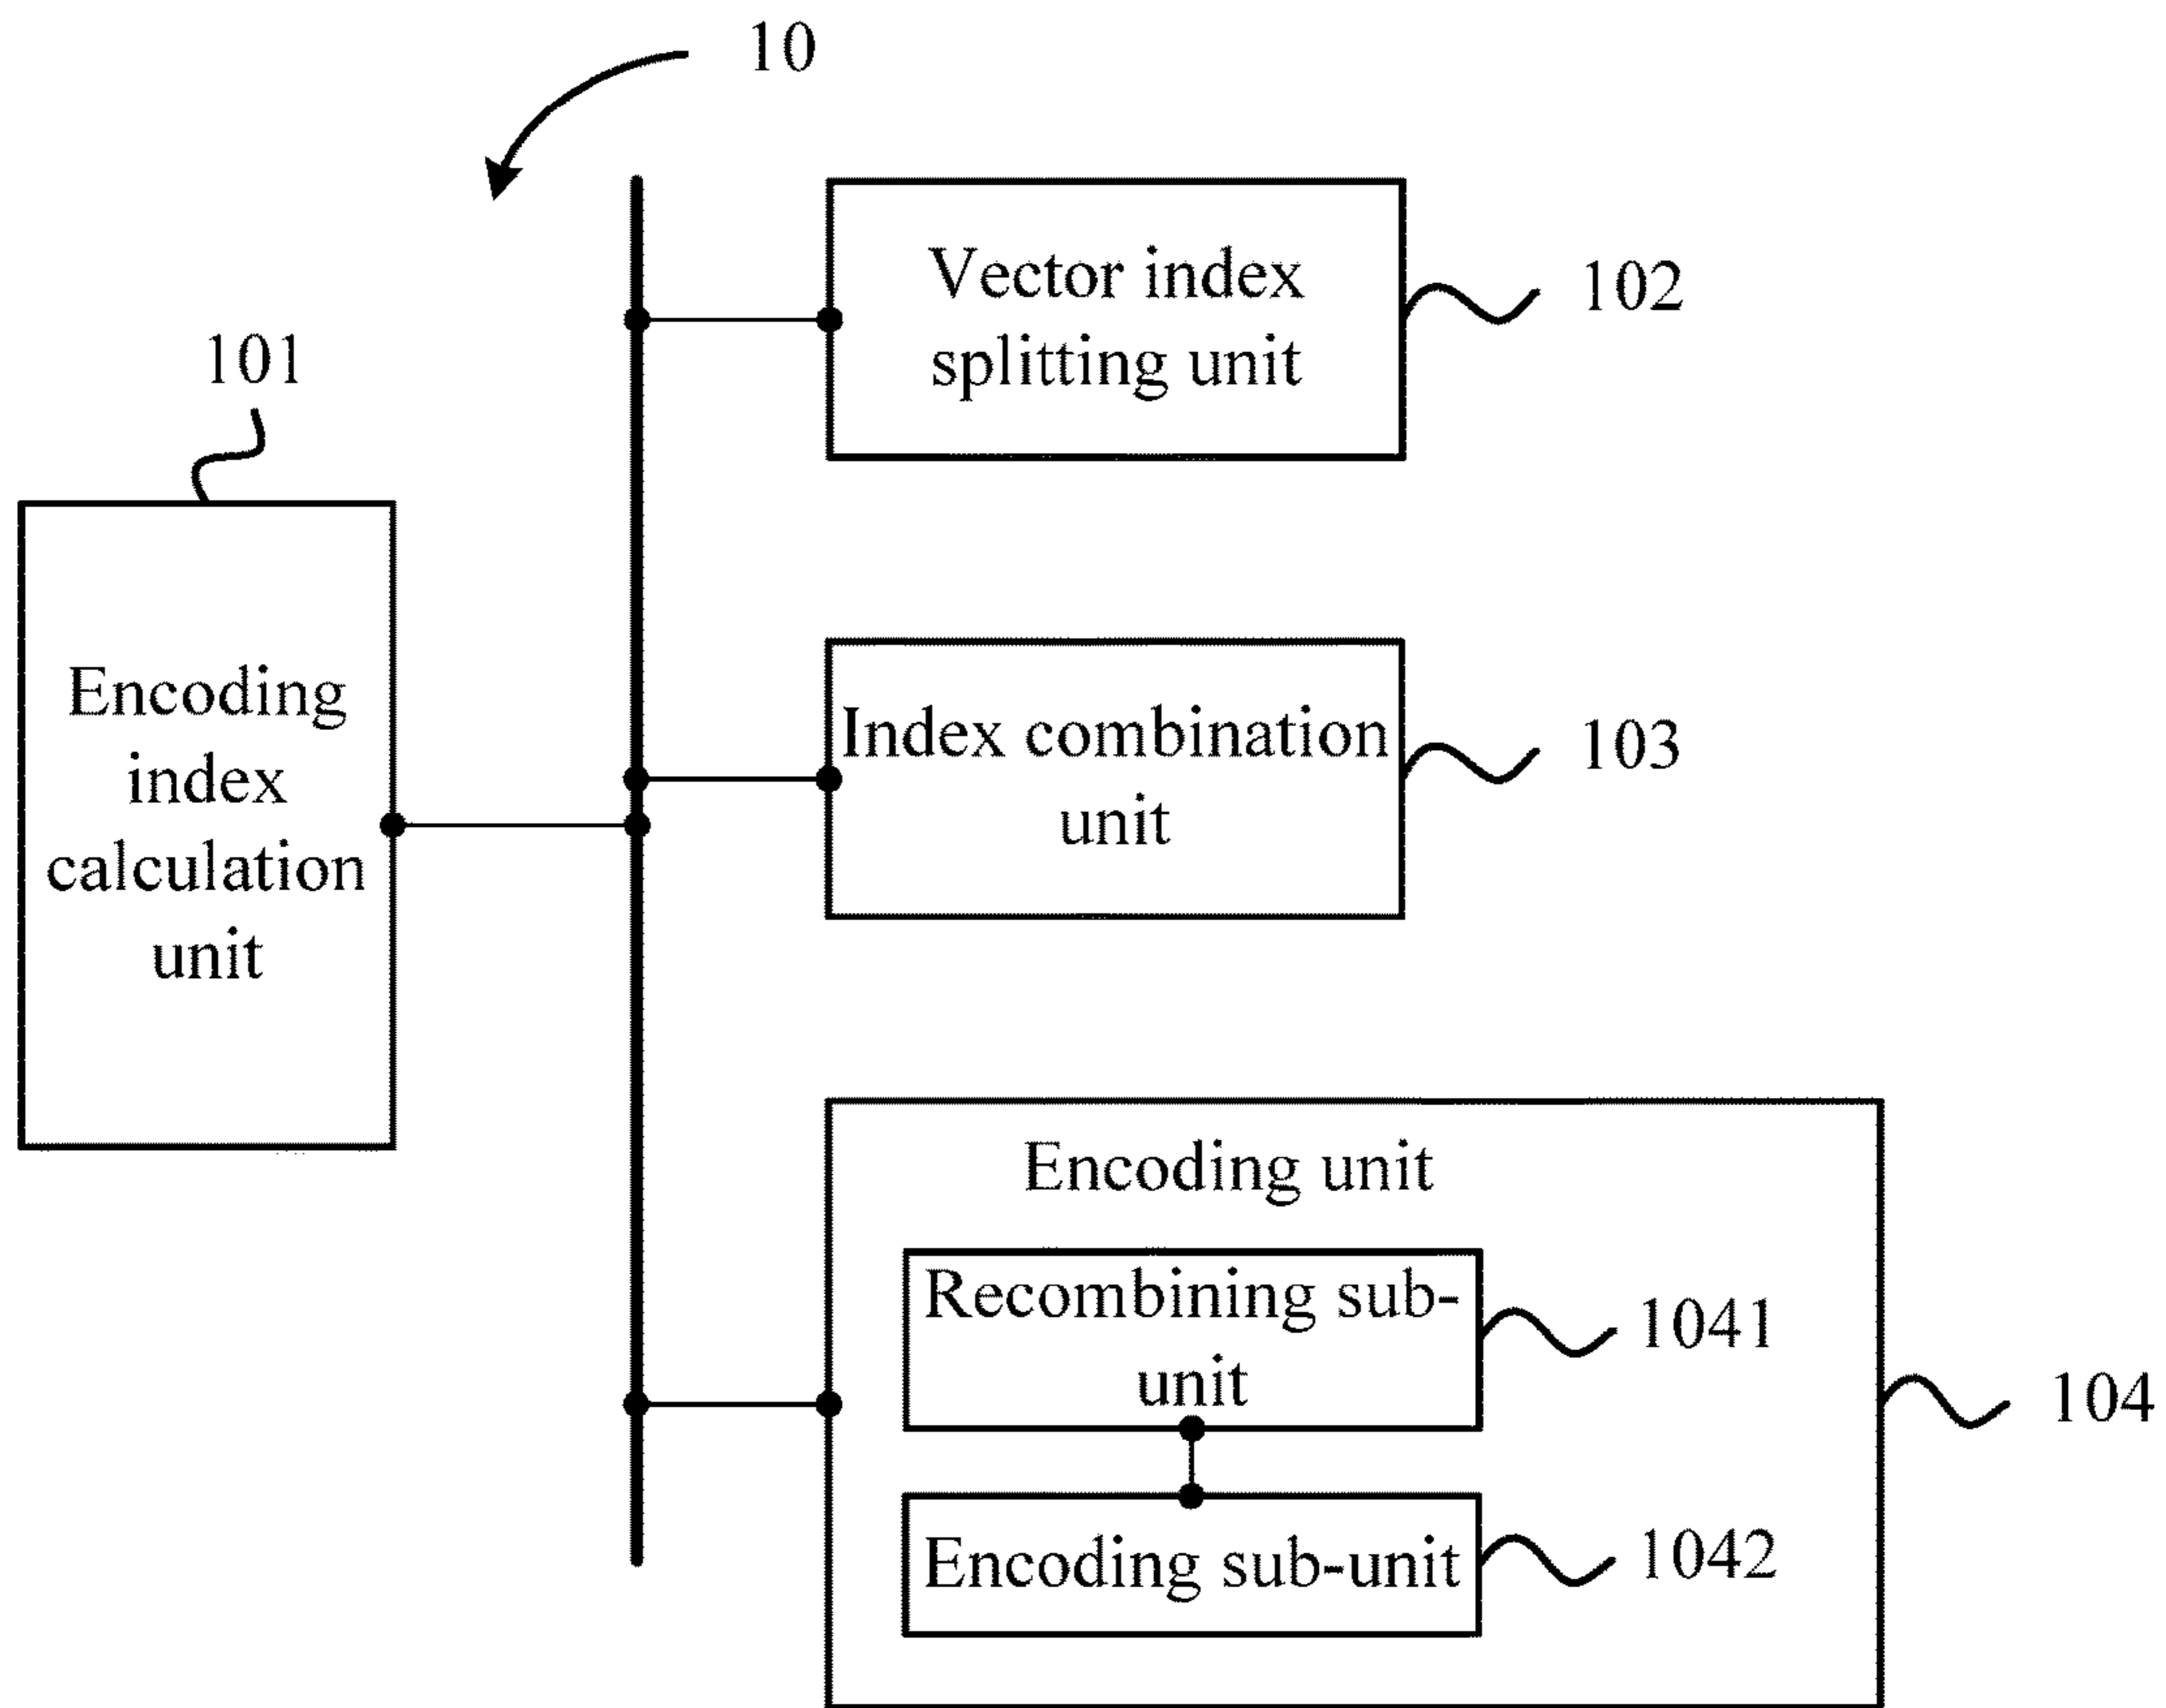 10
Vector index
splitting unit
102
101
Encoding
index
calculation
unit
Index combination
unit
103
Encoding unit
Recombining sub-
unit
1041
104
Encoding sub-unit
1042